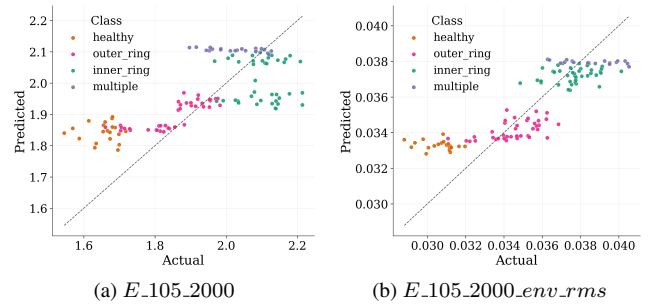 Class
healthy
outer_ring
inner_ring
multiple
2.2
2.1
2.0
1.9
1.8
1.7
1.6
Predicted
1.6
1.8
2.0
2.2
Actual
(a) E_105_2000
Class
healthy
outer_ring
inner_ring
multiple
0.040
0.038
0.036
0.034
0.032
0.030
Predicted
0.030
0.032
0.034
0.036
0.038
0.040
Actual
(b) E_105_2000_env_rms